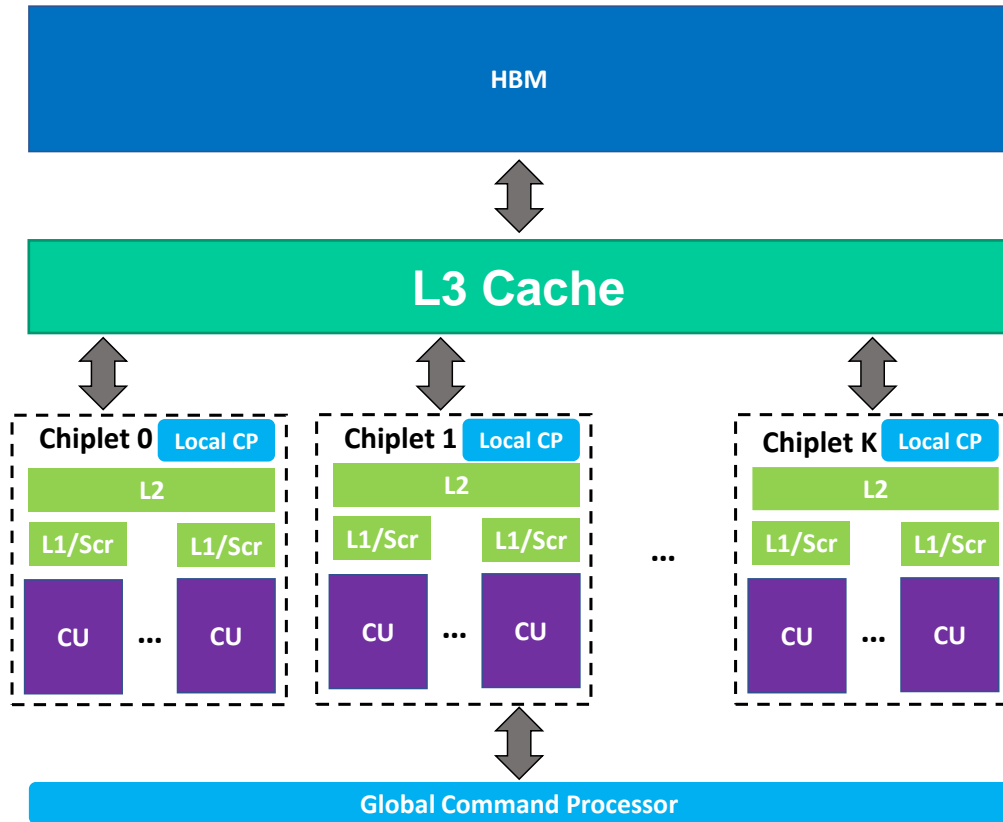 HBM
L3 Cache
Chiplet 0 Local CP
L2
L1/Scr L1/Scr
CU ... CU
Chiplet 1 Local CP
L2
L1/Scr L1/Scr
CU ... CU
...
Chiplet K Local CP
L2
L1/Scr L1/Scr
CU ... CU
Global Command Processor